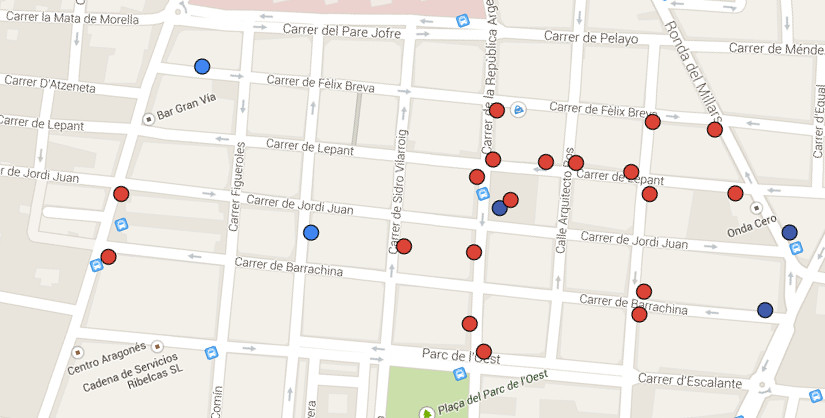 Carrer la Mata de Morella
Carrer del Pare Jofre
Carrer de Pelayo
Carrer de Ménde
Carrer de la República Arge
Ronda del Millars
Carrer d'Equal
Carrer D'Atzeneta
Carrer de Fèlix Breva
Carrer de Fèlix Breva
Bar Gran Vía
Carrer de Lepant
Carrer de Lepant
Carrer de Lepant
r de Jordi Juan
Carrer de Jordi Juan
Carrer de Jordi Juan
Carrer Figueroles
Carrer de Sidro Vilarroig
Calle Arquitecto Ros
Onda Cero
Carrer de Barrachina
Carrer de Barrachina
Centro Aragonés
Cadena de Servicios
Ribelcas SL
Parc de l'Oest
Carrer d'Escalante
Plaça del Parc de l'Oest
Comín
era